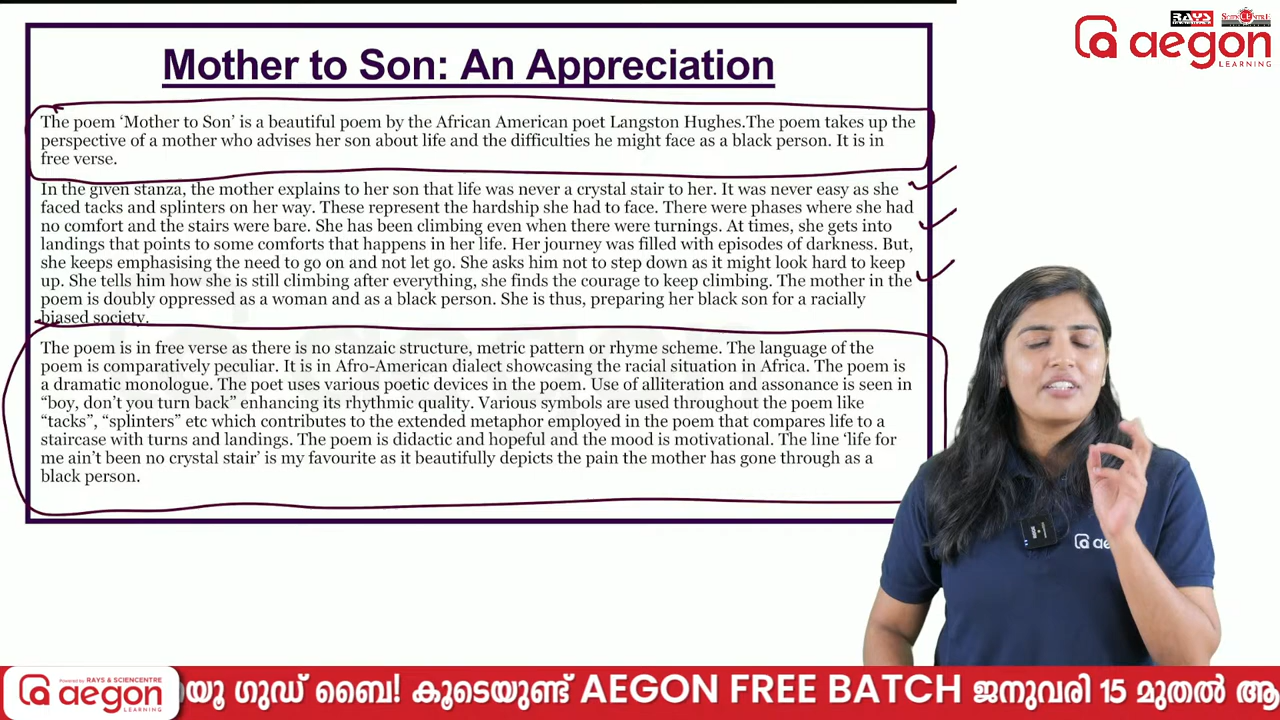 RAYS
SCIENCENTRE
aegon
LEARNING
Mother to Son: An Appreciation
The poem ‘Mother to Son’ is a beautiful poem by the African American poet Langston Hughes.The poem takes up the
perspective of a mother who advises her son about life and the difficulties he might face as a black person. It is in
free verse.
In the given stanza, the mother explains to her son that life was never a crystal stair to her. It was never easy as she
faced tacks and splinters on her way. These represent the hardship she had to face. There were phases where she had
no comfort and the stairs were bare. She has been climbing even when there were turnings. At times, she gets into
landings that points to some comforts that happens in her life. Her journey was filled with episodes of darkness. But,
she keeps emphasising the need to go on and not let go. She asks him not to step down as it might look hard to keep
up. She tells him how she is still climbing after everything, she finds the courage to keep climbing. The mother in the
poem is doubly oppressed as a woman and as a black person. She is thus, preparing her black son for a racially
biased society.
The poem is in free verse as there is no stanzaic structure, metric pattern or rhyme scheme. The language of the
poem is comparatively peculiar. It is in Afro-American dialect showcasing the racial situation in Africa. The poem is
a dramatic monologue. The poet uses various poetic devices in the poem. Use of alliteration and assonance is seen in
“boy, don’t you turn back” enhancing its rhythmic quality. Various symbols are used throughout the poem like
“tacks”, “splinters” etc which contributes to the extended metaphor employed in the poem that compares life to a
staircase with turns and landings. The poem is didactic and hopeful and the mood is motivational. The line ‘life for
me ain’t been no crystal stair’ is my favourite as it beautifully depicts the pain the mother has gone through as a
black person.
ae
Powered by RAYS & SCIENCENTRE
aegon
LEARNING
യൂ ഗുഡ് ബൈ! കൂടെയുണ്ട് AEGON FREE BATCH ജനുവരി 15 മുതൽ ആ